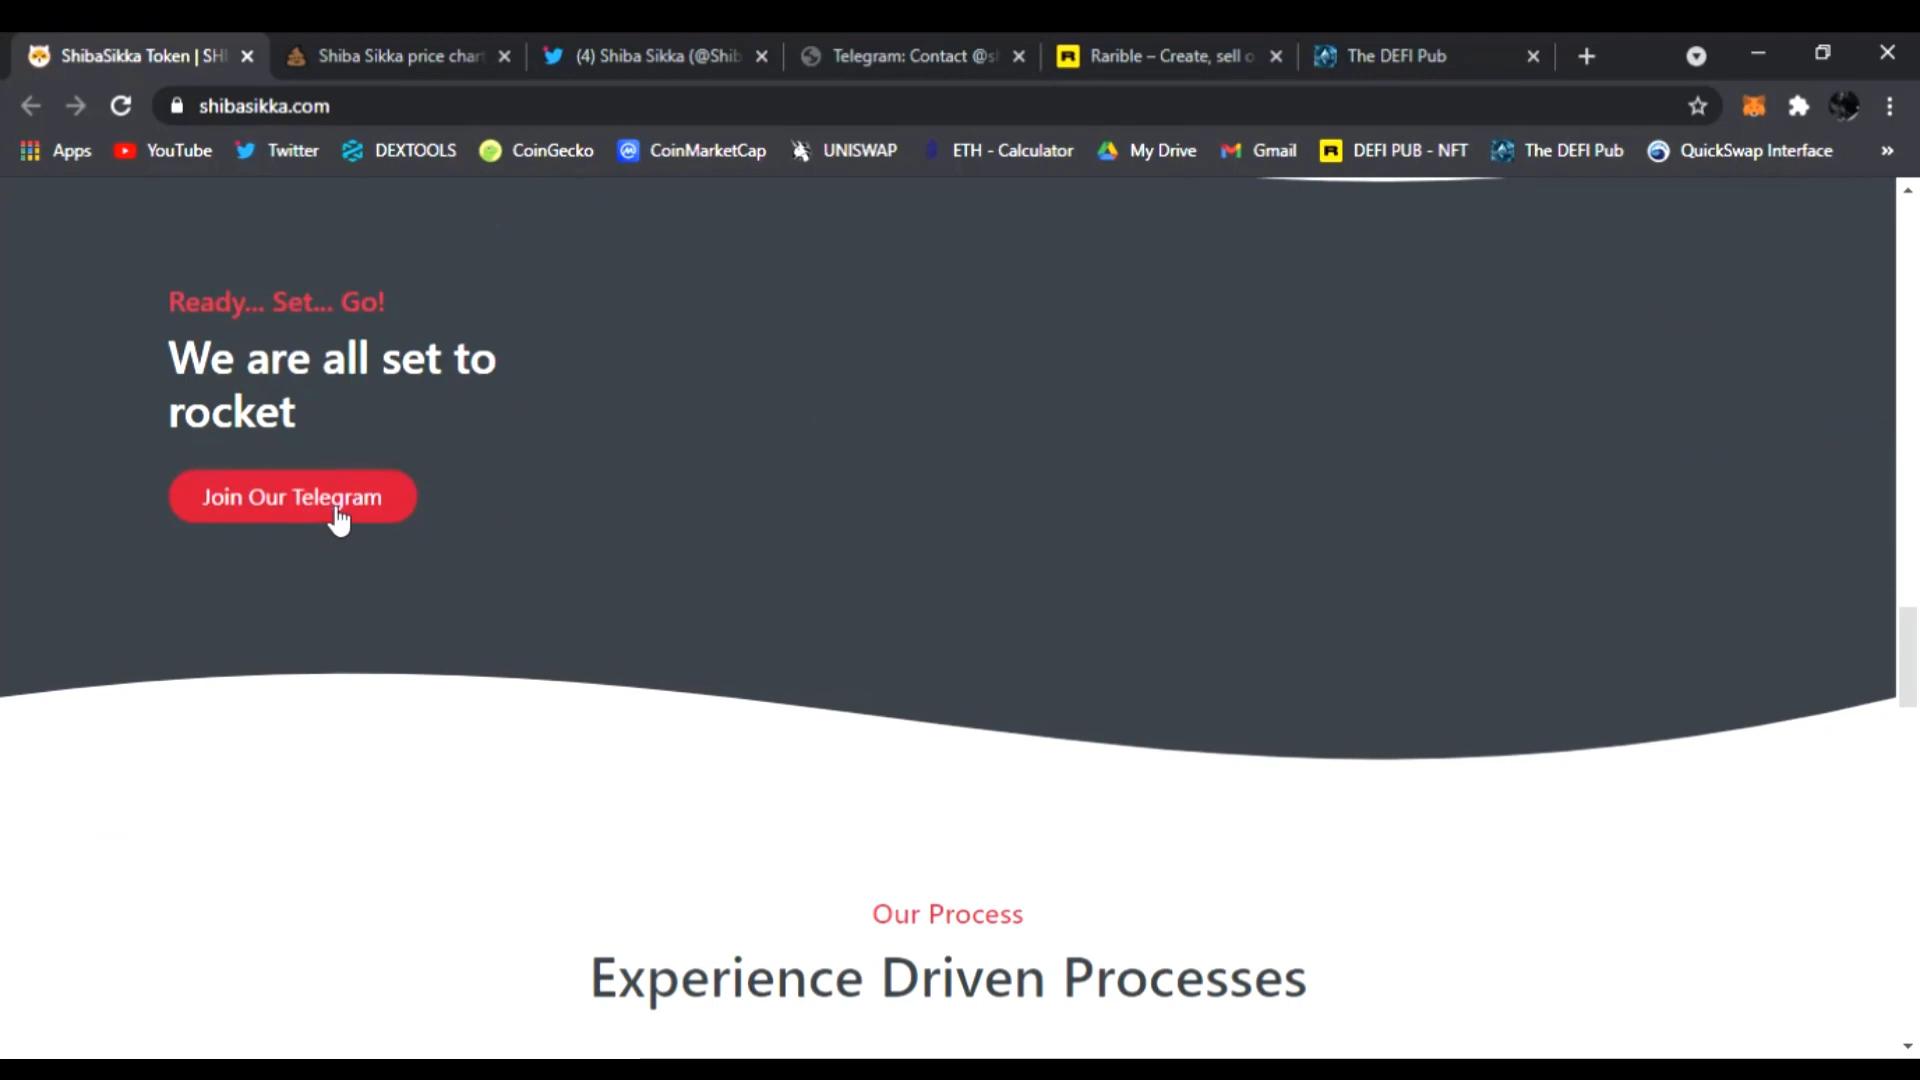 ShibaSikka Token | SHI
Shiba Sikka price chart
(4) Shiba Sikka (@Shib
Telegram: Contact @s
Rarible – Create, sell o
The DEFI Pub
shibasikka.com
Apps
YouTube
Twitter
DEXTOOLS
CoinGecko
CoinMarketCap
UNISWAP
ETH - Calculator
My Drive
Gmail
DEFI PUB - NFT
The DEFI Pub
QuickSwap Interface
»
Ready... Set... Go!
We are all set to
rocket
Join Our Telegram
Our Process
Experience Driven Processes